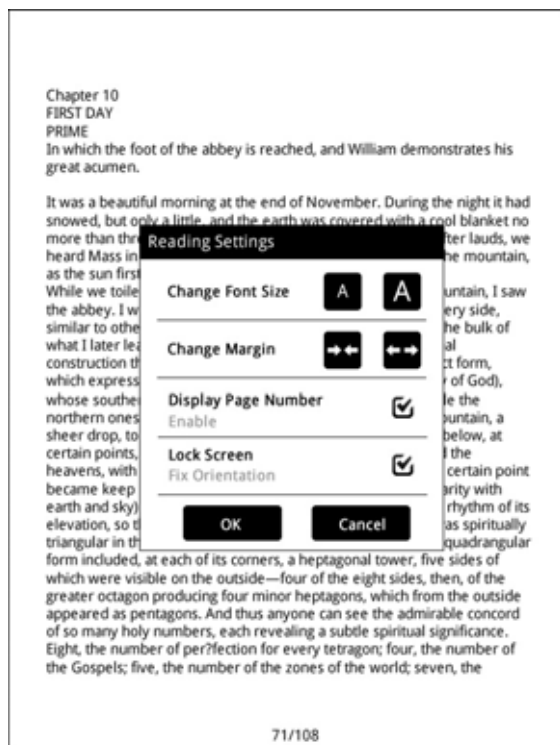 Chapter 10
FIRST DAY
PRIME
In which the foot of the abbey is reached, and William demonstrates his
great acumen.
It was a beautiful morning at the end of November. During the night it had
snowed, but only a little, and the earth was covered with a cool blanket no
more than thr fter lauds, we
heard Mass in he mountain,
as the sun first
While we toile untain, I saw
the abbey. I w ery side,
similar to othe he bulk of
what I later lea al
construction th ct form,
which express y of God),
whose southe le the
northern ones untain, a
sheer drop, to below, at
certain points, d the
heavens, with certain point
became keep arity with
earth and sky) rhythm of its
elevation, so t as spiritually
triangular in th quadrangular
form included, at each of its corners, a heptagonal tower, five sides of
which were visible on the outside—four of the eight sides, then, of the
greater octagon producing four minor heptagons, which from the outside
appeared as pentagons. And thus anyone can see the admirable concord
of so many holy numbers, each revealing a subtle spiritual significance.
Eight, the number of per?fection for every tetragon; four, the number of
the Gospels; five, the number of the zones of the world; seven, the
Reading Settings
Change Font Size A A
Change Margin
Display Page Number
Enable
Lock Screen
Fix Orientation
OK Cancel
71/108